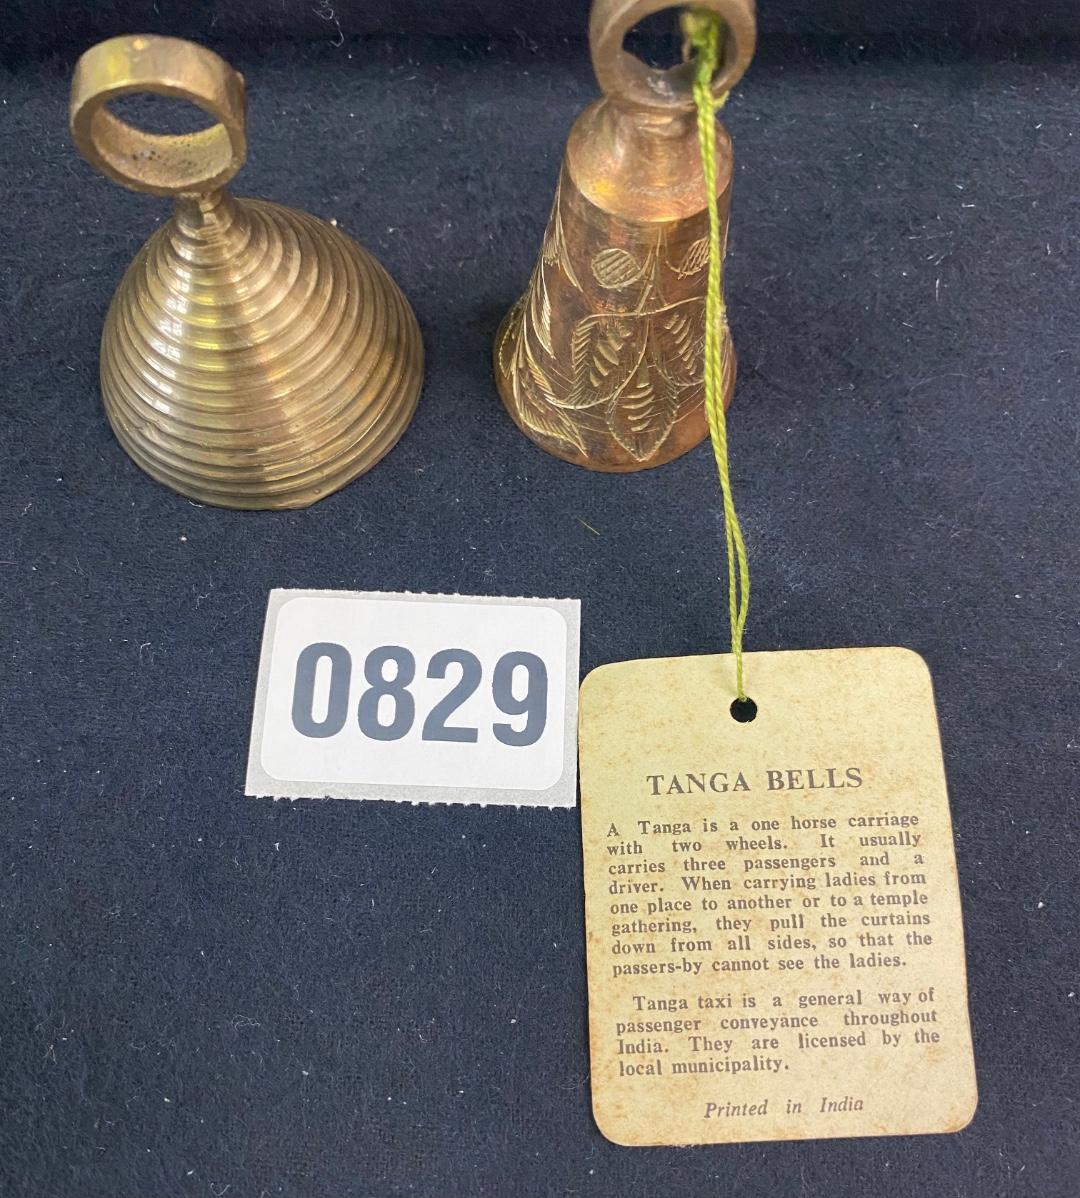 0829
TANGA BELLS
A Tanga is a one horse carriage
with two wheels. It usually
carries three passengers and a
driver. When carrying ladies from
one place to another or to a temple
gathering, they pull the curtains
down from all sides, so that the
passers-by cannot see the ladies.
Tanga taxi is a general way of
passenger conveyance throughout
India. They are licensed by the
local municipality.
Printed in India